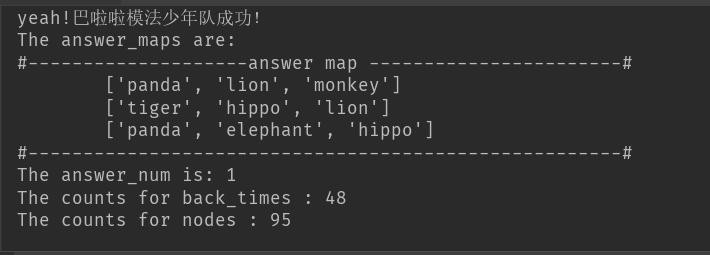 yeah!巴啦啦模法少年队成功!
The answer_maps are:
#--------------------answer map -----------------------#
['panda', 'lion', 'monkey']
['tiger', 'hippo', 'lion']
['panda', 'elephant', 'hippo']
#------------------------------------------------------#
The answer_num is: 1
The counts for back_times : 48
The counts for nodes : 95